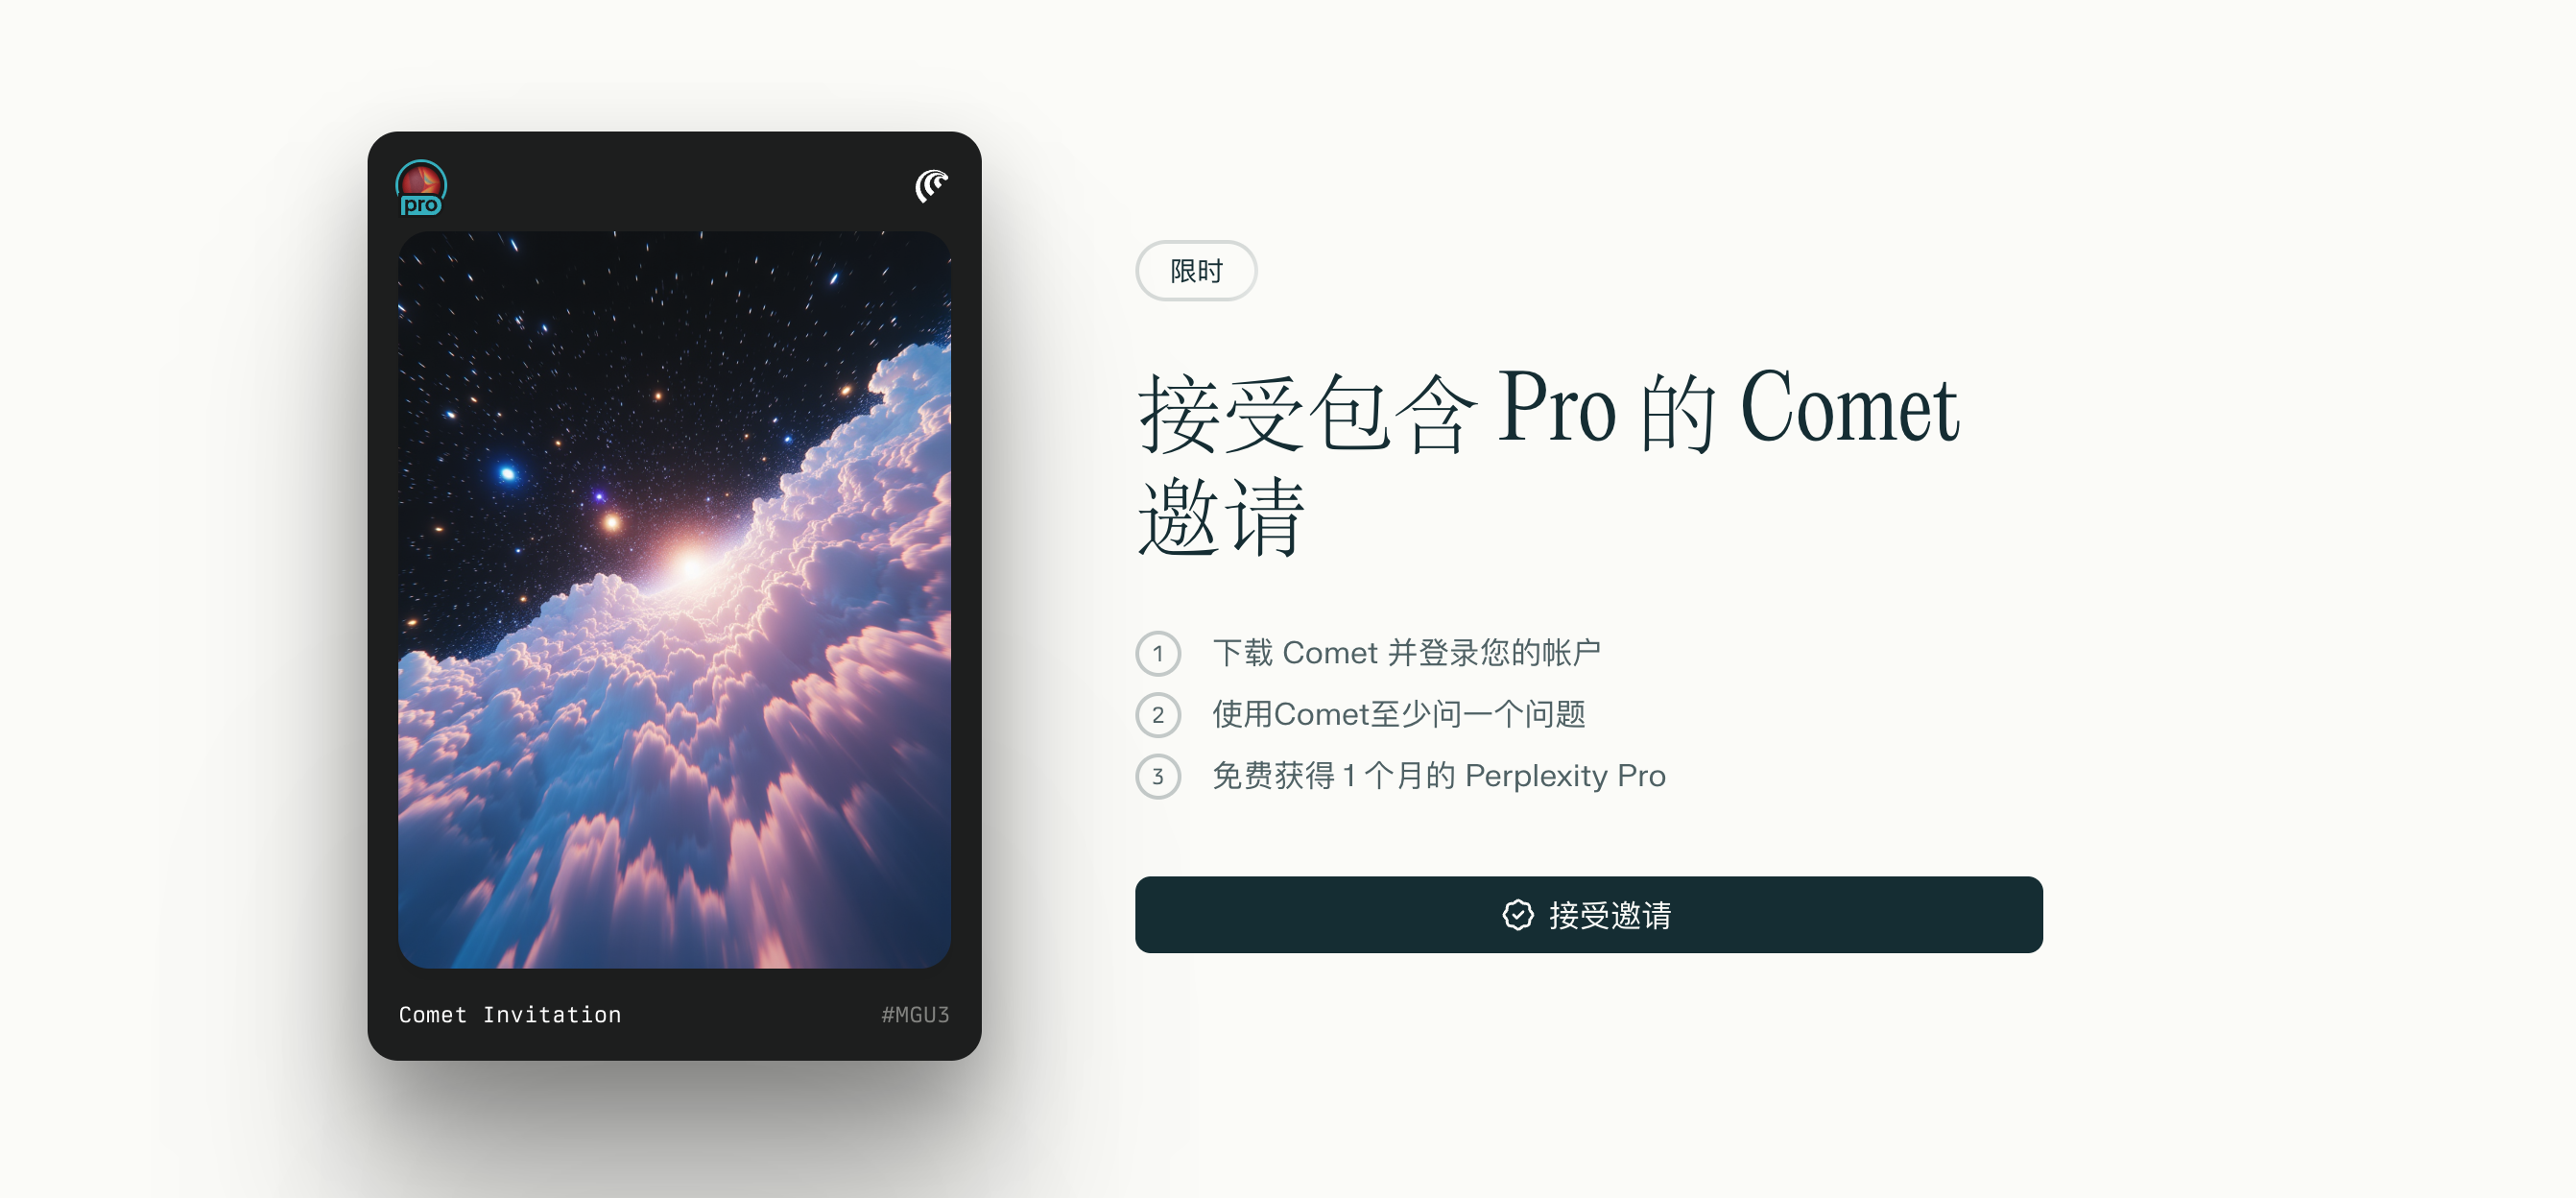 pro
Comet Invitation
#MGU3
限时
接受包含 Pro 的 Comet
邀请
1 下载 Comet 并登录您的帐户
2 使用Comet至少问一个问题
3 免费获得 1 个月的 Perplexity Pro
接受邀请